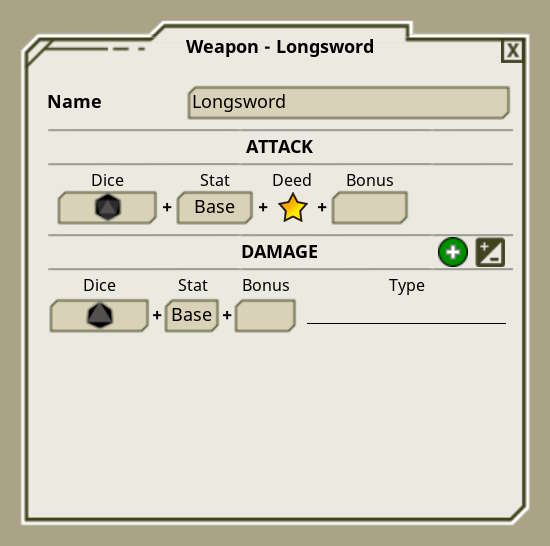 Weapon - Longsword
X
Name Longsword
ATTACK
Dice Stat Deed Bonus
+ Base + +
DAMAGE
Dice Stat Bonus Type
+ Base +